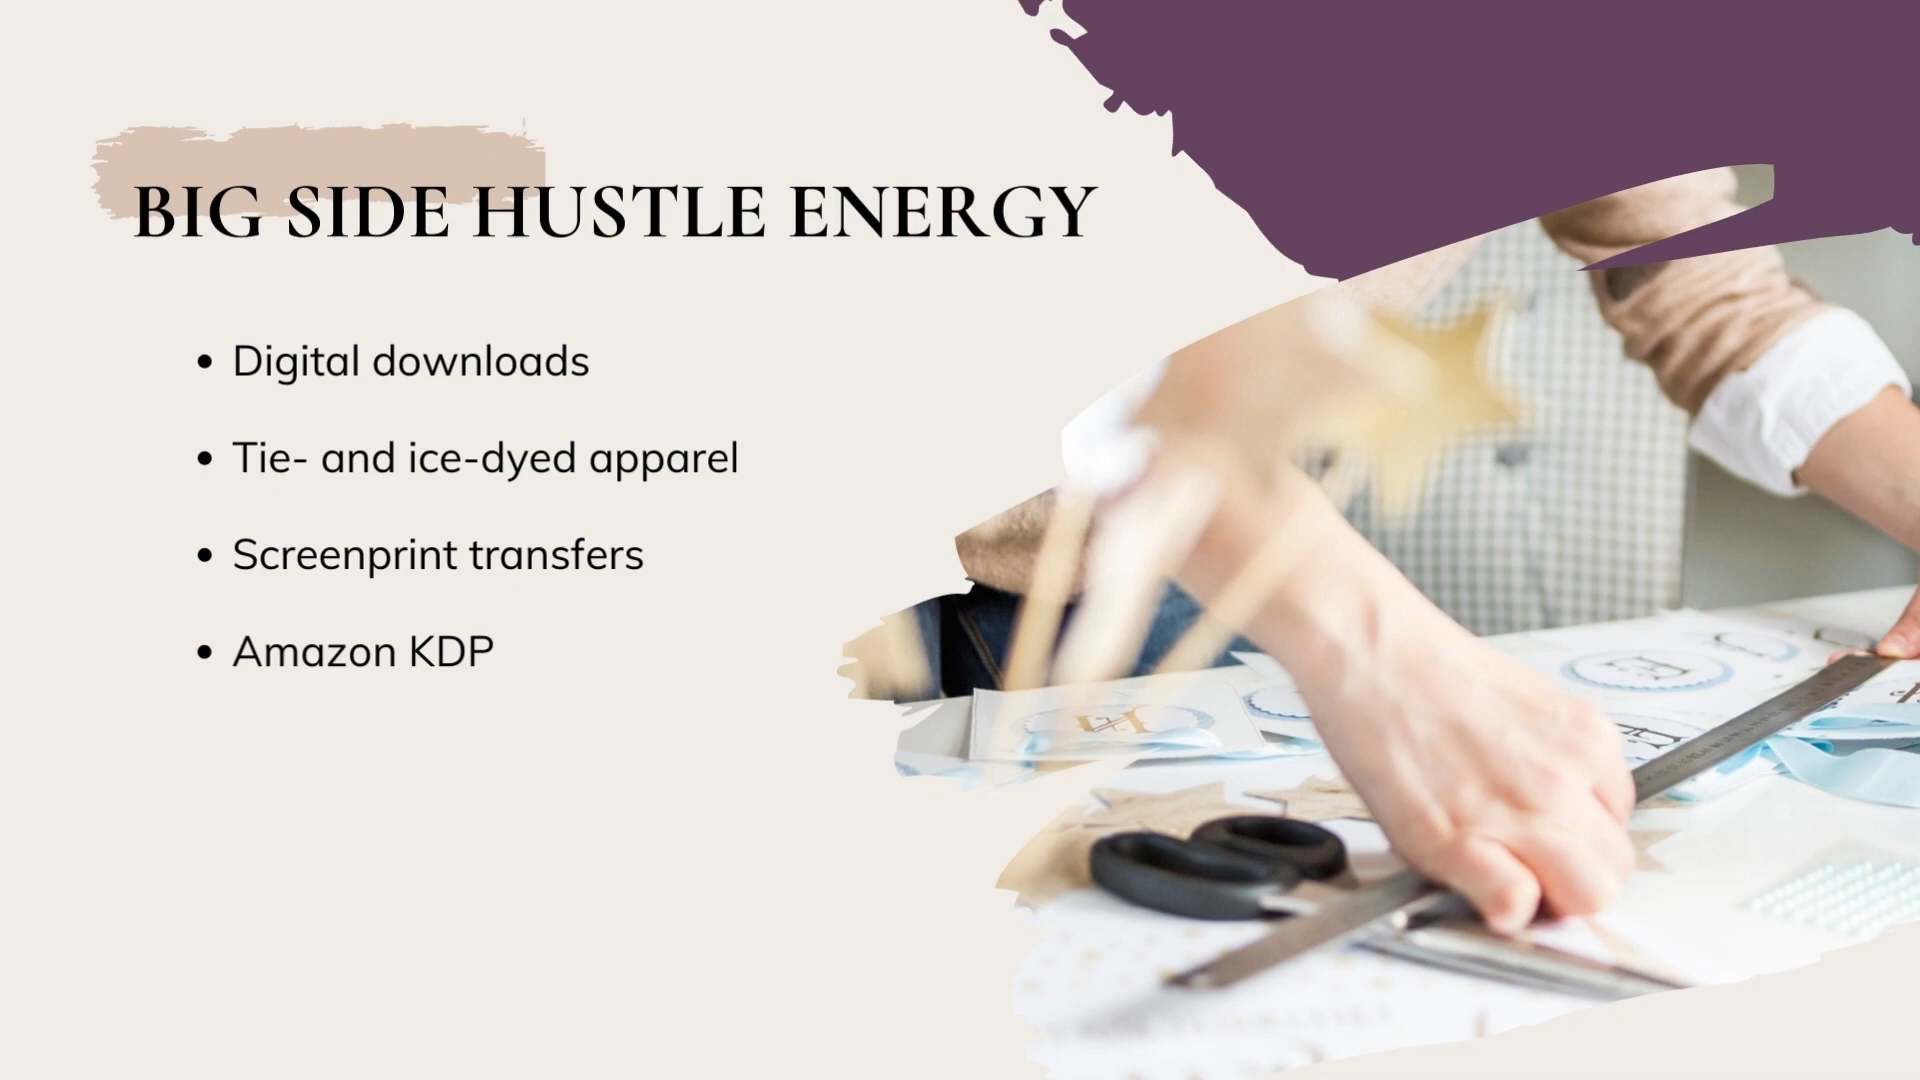 BIG SIDE HUSTLE ENERGY
• Digital downloads
• Tie- and ice-dyed apparel
• Screenprint transfers
• Amazon KDP